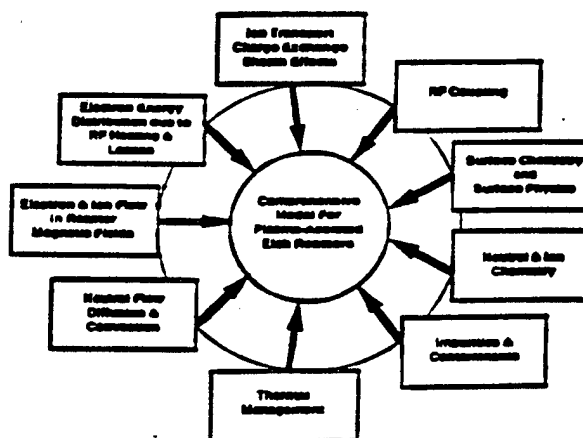 Ion Transport
Charge Exchange
Sheath Effects
RF Coupling
Electron Energy
Distribution due to
RF Heating &
Losses
Surface Chemistry
and
Surface Physics
Electron & Ion Flow
in Reactor
Magnetic Fields
Comprehensive
Model For
Plasma-Assisted
Etch Reactors
Neutral & Ion
Chemistry
Neutral Flow
Diffusion &
Convection
Impurities &
Contaminants
Thermal
Management